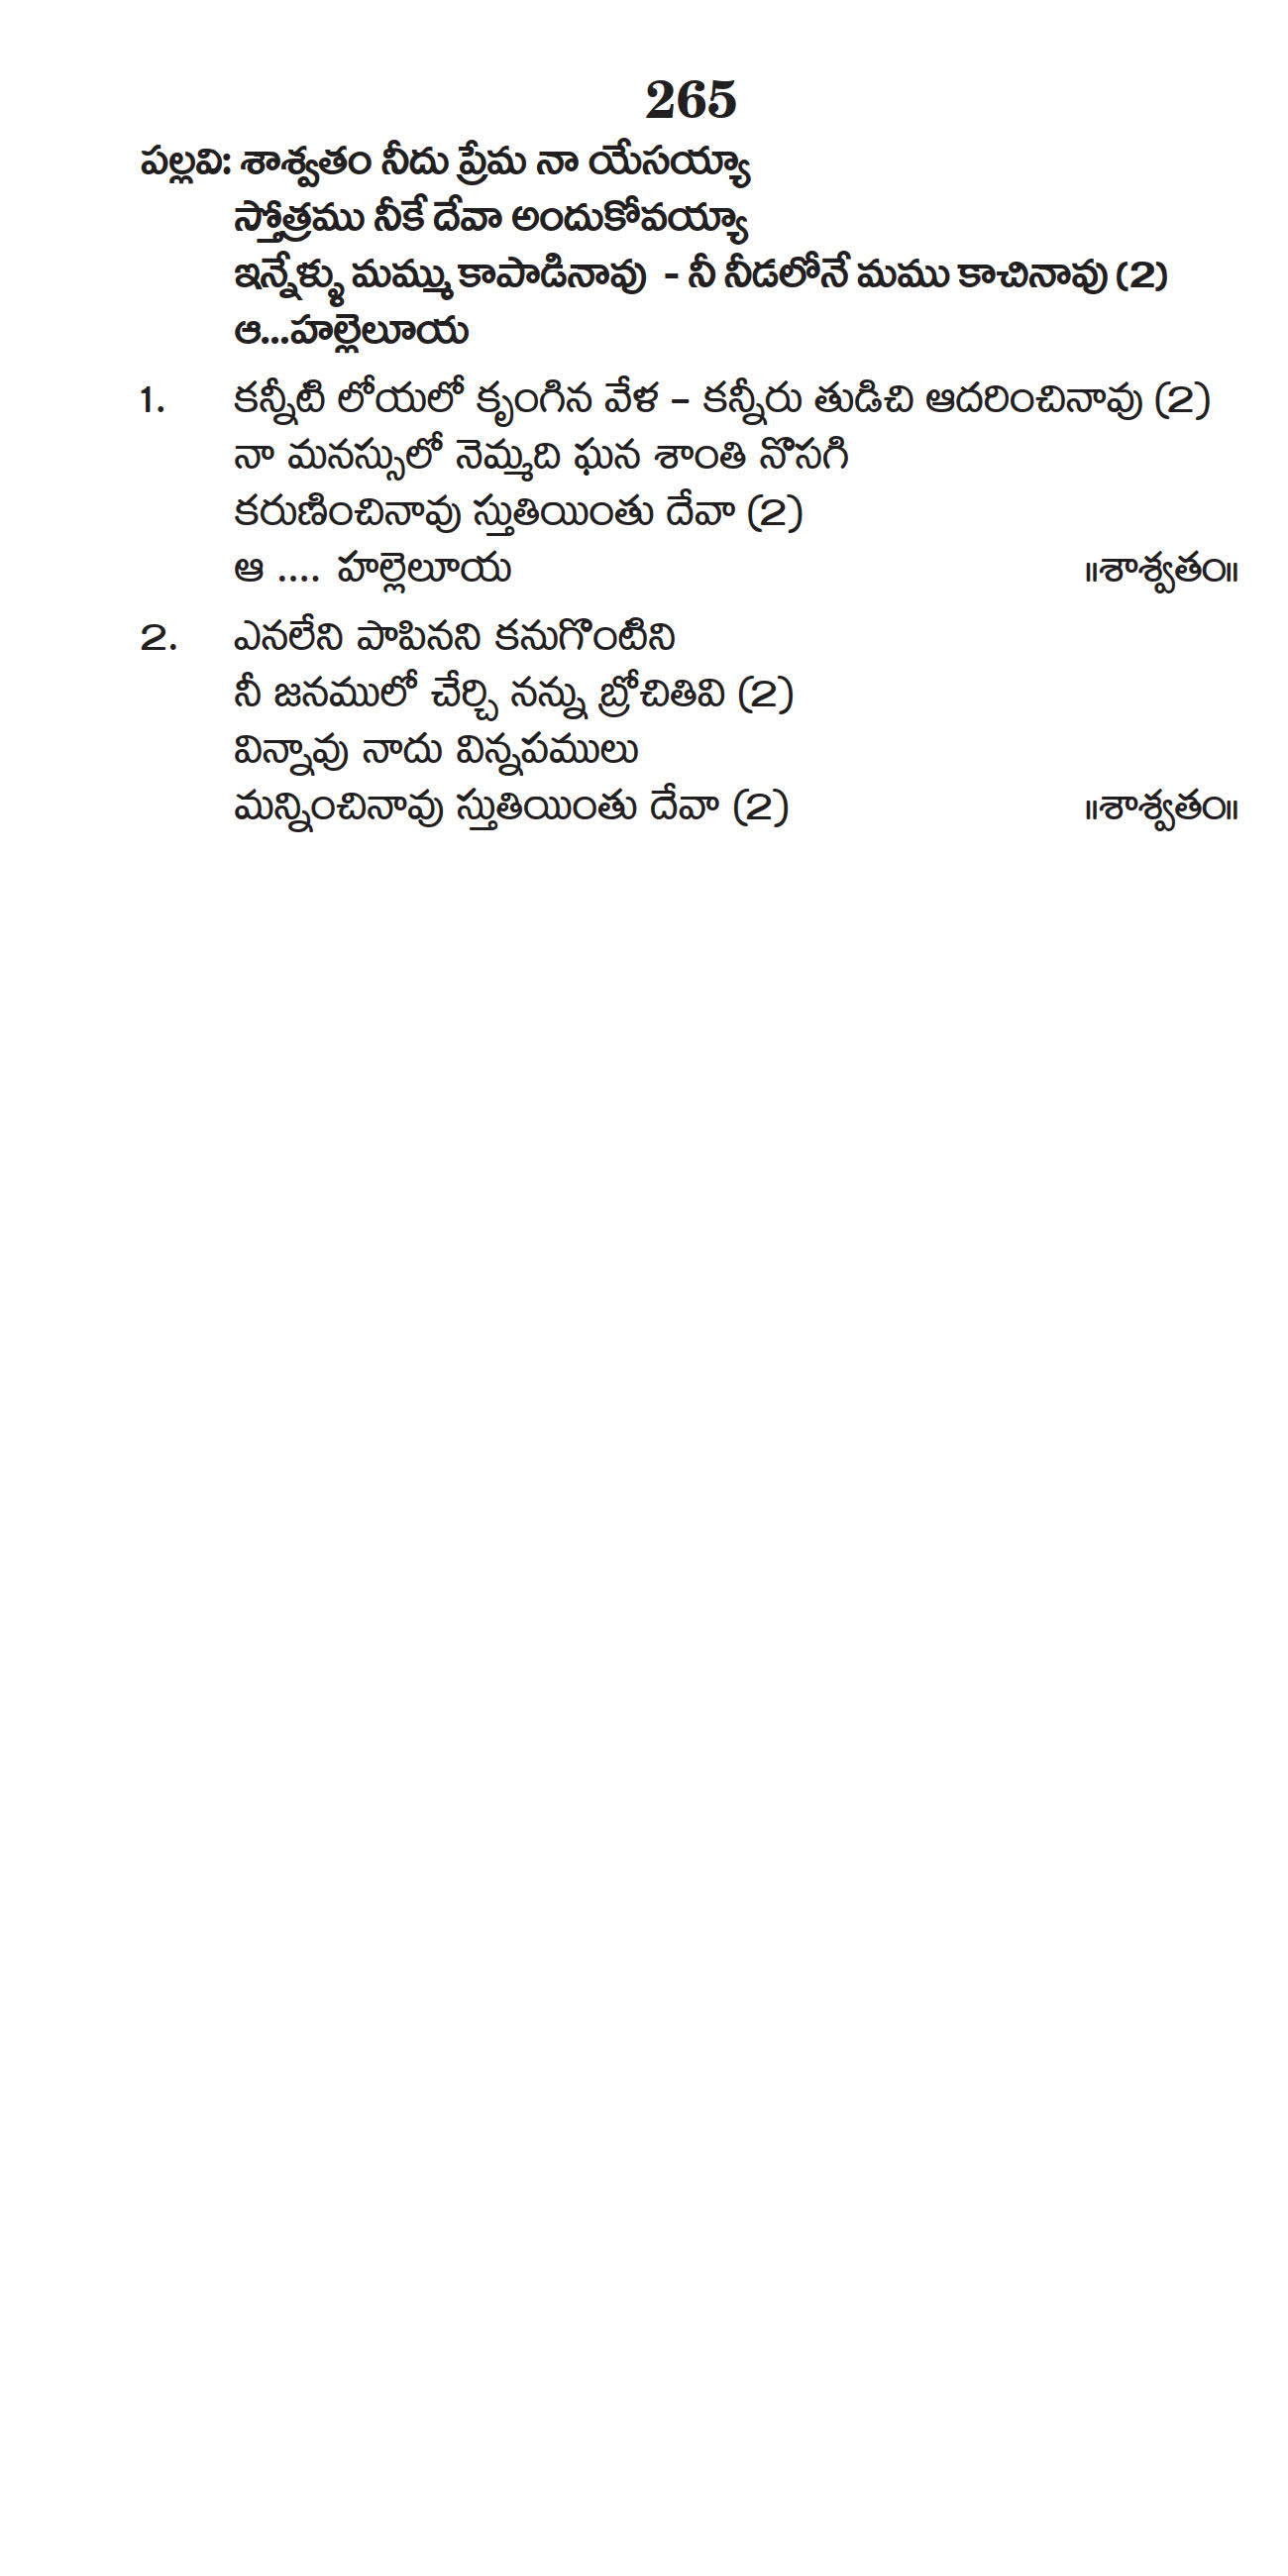 265
పల్లవి: శాశ్వతం నీదు ప్రేమ నా యేసయ్యా
స్తోత్రము నీకే దేవా అందుకోవయ్యా
ఇన్నేళ్ళు మమ్ము కాపాడినావు - నీ నీడలోనే మము కాచినావు (2)
ఆ...హల్లెలూయ
1. కన్నీటి లోయలో కృంగిన వేళ – కన్నీరు తుడిచి ఆదరించినావు (2)
నా మనస్సులో నెమ్మది ఘన శాంతి నొసగి
కరుణించినావు స్తుతియింతు దేవా (2)
ఆ .... హల్లెలూయ ॥శాశ్వతం॥
2. ఎనలేని పాపినని కనుగొంటిని
నీ జనములో చేర్చి నన్ను బ్రోచితివి (2)
విన్నావు నాదు విన్నపములు
మన్నించినావు స్తుతియింతు దేవా (2) ॥శాశ్వతం॥